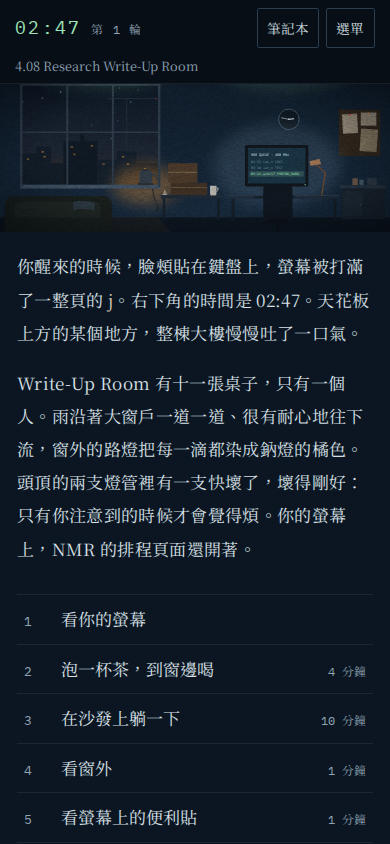 02:47 第 1 輪
筆記本
選單
4.08 Research Write-Up Room
你醒來的時候，臉頰貼在鍵盤上，螢幕被打滿
了一整頁的 j。右下角的時間是 02:47。天花板
上方的某個地方，整棟大樓慢慢吐了一口氣。
Write-Up Room 有十一張桌子，只有一個
人。雨沿著大窗戶一道一道、很有耐心地往下
流，窗外的路燈把每一滴都染成鈉燈的橘色。
頭頂的兩支燈管裡有一支快壞了，壞得剛好：
只有你注意到的時候才會覺得煩。你的螢幕
上，NMR 的排程頁面還開著。
1 看你的螢幕
2 泡一杯茶，到窗邊喝 4 分鐘
3 在沙發上躺一下 10 分鐘
4 看窗外 1 分鐘
5 看螢幕上的便利貼 1 分鐘